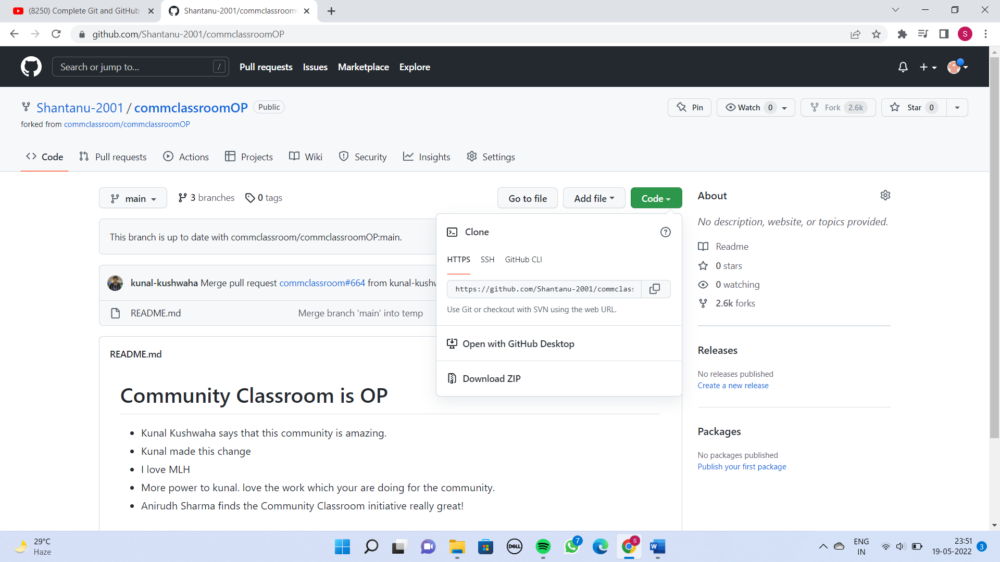 (8250) Complete Git and GitHub
Shantanu-2001/commclassroom
github.com/Shantanu-2001/commclassroomOP
S
Search or jump to...
/
Pull requests
Issues
Marketplace
Explore
Shantanu-2001 / commclassroomOP
Public
Pin
Watch 0
Fork 2.6k
Star 0
forked from commclassroom/commclassroomOP
Code
Pull requests
Actions
Projects
Wiki
Security
Insights
Settings
main
3 branches
0 tags
Go to file
Add file
Code
About
This branch is up to date with commclassroom/commclassroomOP:main.
Clone
No description, website, or topics provided.
HTTPS
SSH
GitHub CLI
Readme
0 stars
kunal-kushwaha Merge pull request commclassroom#664 from kunal-kushw
https://github.com/Shantanu-2001/commclass
0 watching
Use Git or checkout with SVN using the web URL.
2.6k forks
README.md
Merge branch 'main' into temp
Open with GitHub Desktop
Releases
README.md
Download ZIP
No releases published
Create a new release
Community Classroom is OP
Kunal Kushwaha says that this community is amazing.
Packages
Kunal made this change
No packages published
I love MLH
Publish your first package
More power to kunal. love the work which your are doing for the community.
Anirudh Sharma finds the Community Classroom initiative really great!
29°C
Haze
DELL
7
S
W
ENG
IN
23:51
19-05-2022
3